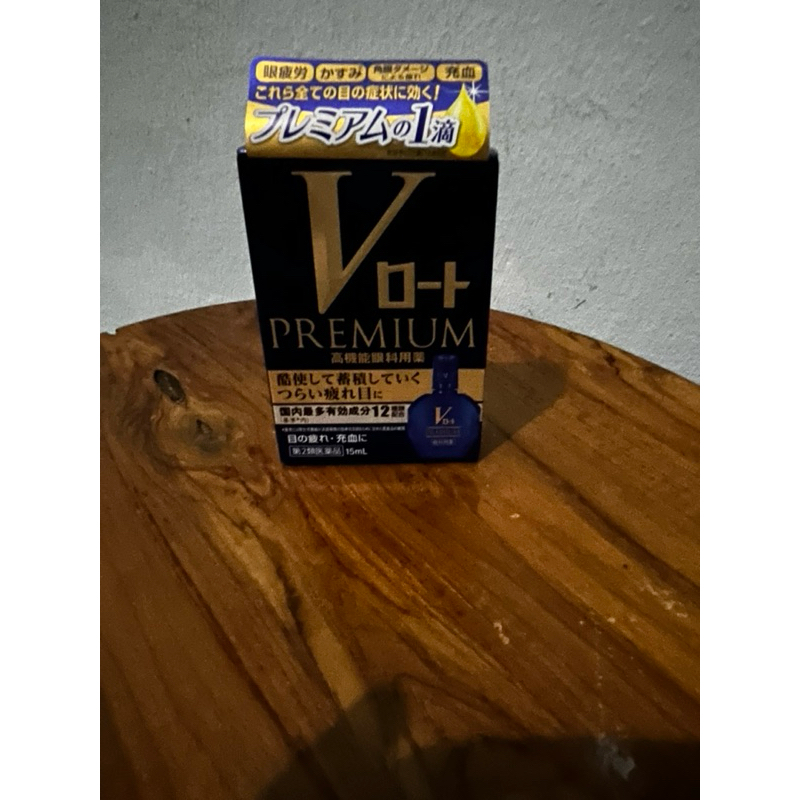 眼疲労 かすみ 角膜ダメージによる疲れ 充血
これら全ての目の症状に効く!
プレミアムの1滴
V
ロート
PREMIUM
高機能眼科用薬
酷使して蓄積していく
つらい疲れ目に
国内最多有効成分12種類配合
目の疲れ・充血に
第2類医薬品 15mL
V
ロート